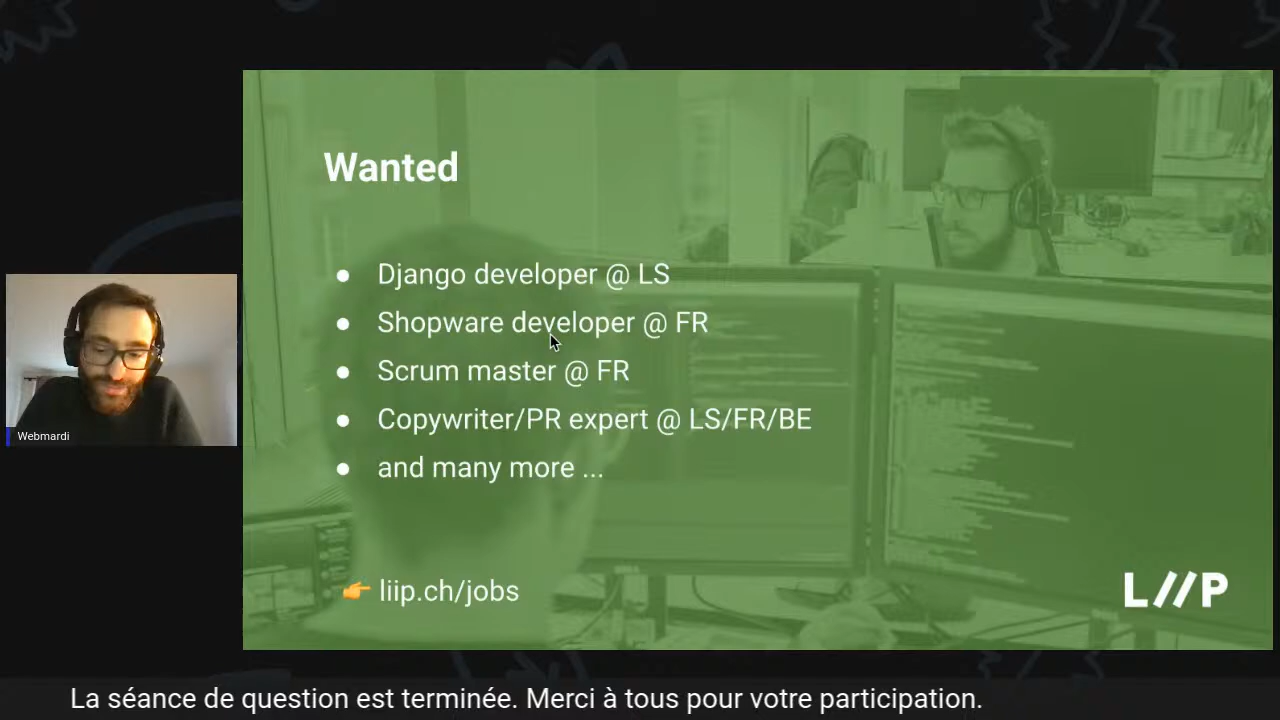 Wanted
● Django developer @ LS
● Shopware developer @ FR
● Scrum master @ FR
● Copywriter/PR expert @ LS/FR/BE
● and many more ...
👉 liip.ch/jobs
LIIP
Webmardi
La séance de question est terminée. Merci à tous pour votre participation.